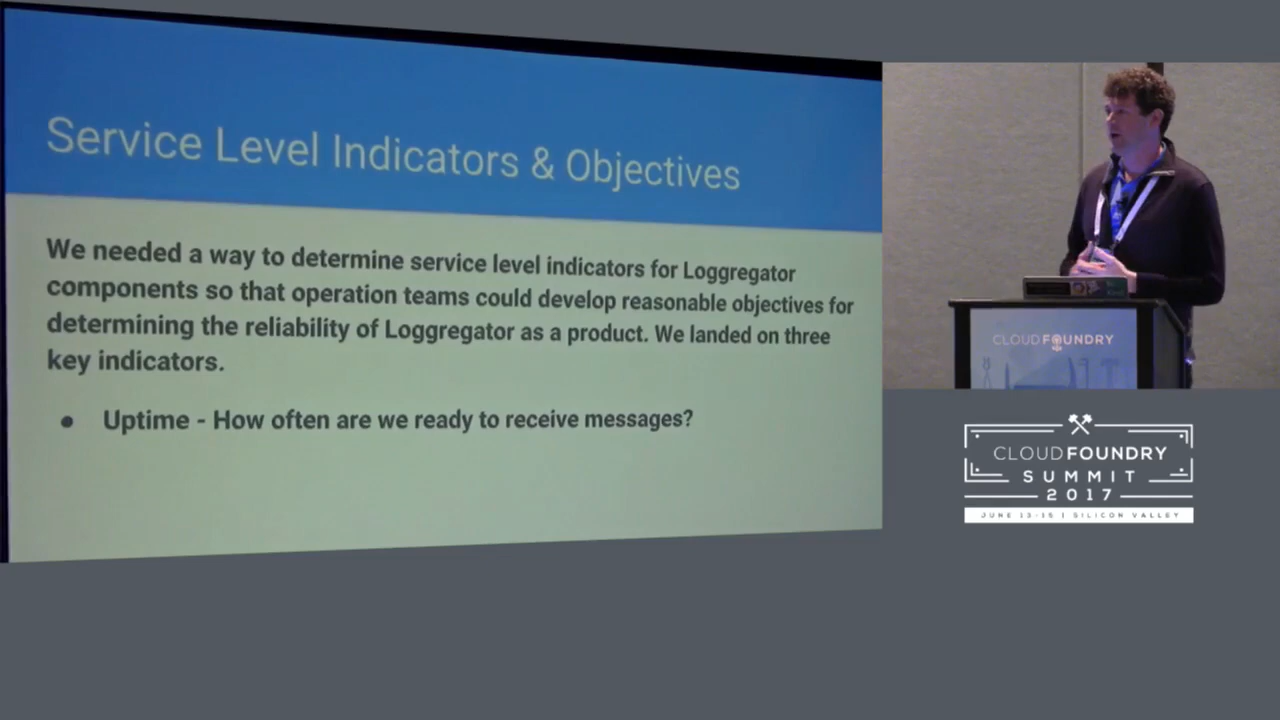 Service Level Indicators & Objectives
We needed a way to determine service level indicators for Loggregator
components so that operation teams could develop reasonable objectives for
determining the reliability of Loggregator as a product. We landed on three
key indicators.
● Uptime - How often are we ready to receive messages?
CLOUD FOUNDRY
CLOUD FOUNDRY
SUMMIT
2017
JUNE 13-15 | SILICON VALLEY